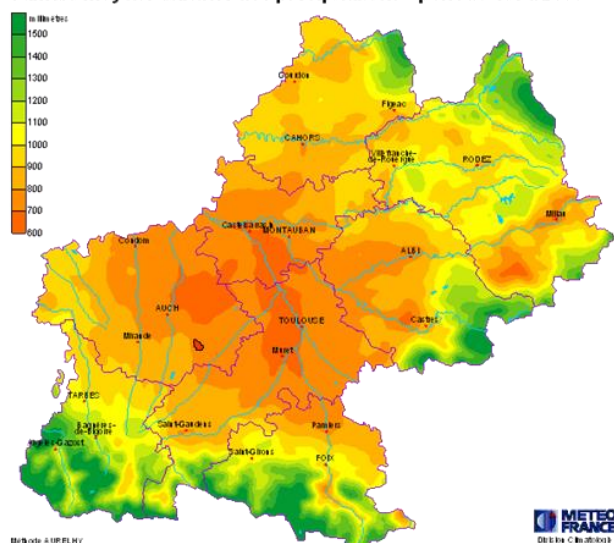 millimètres
1500
1400
1300
1200
1100
1000
900
800
700
600
Gourdon
Figeac
CAHORS
Villefranche-
de-Rouergue
RODEZ
Millau
Castelsarrasin
MONTAUBAN
ALBI
Condom
AUCH
TOULOUSE
Castres
Mirande
Muret
TARBES
Bagnères-
de-Bigorre
Argelès-Gazost
Saint-Gaudens
Pamiers
Saint-Girons
FOIX
Méthode AURELHY
METEO
FRANCE
Division Climatologie